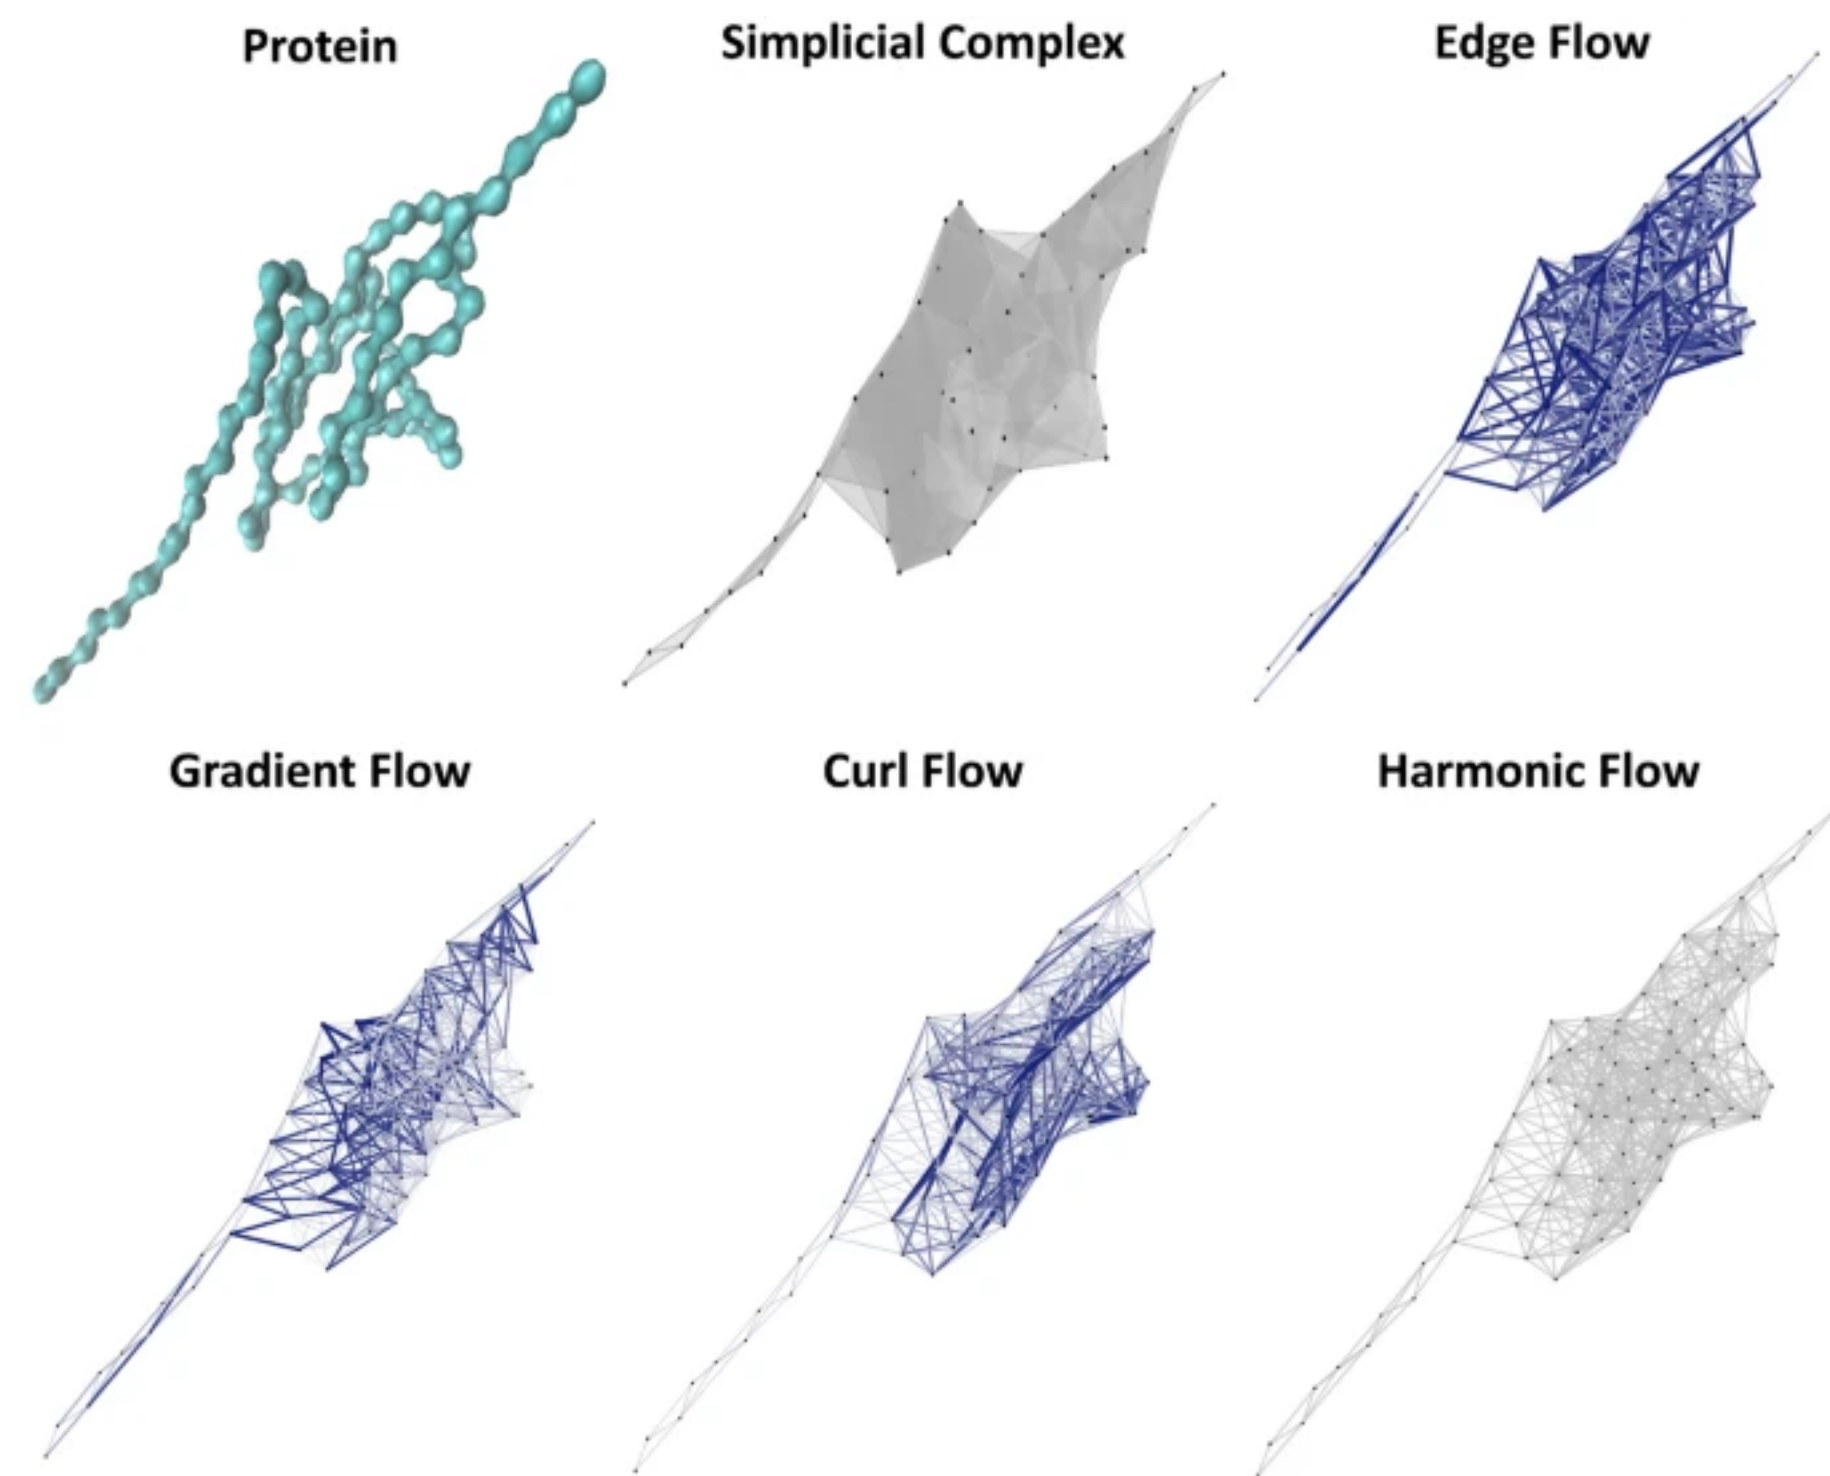 Protein
Simplicial Complex
Edge Flow
Gradient Flow
Curl Flow
Harmonic Flow